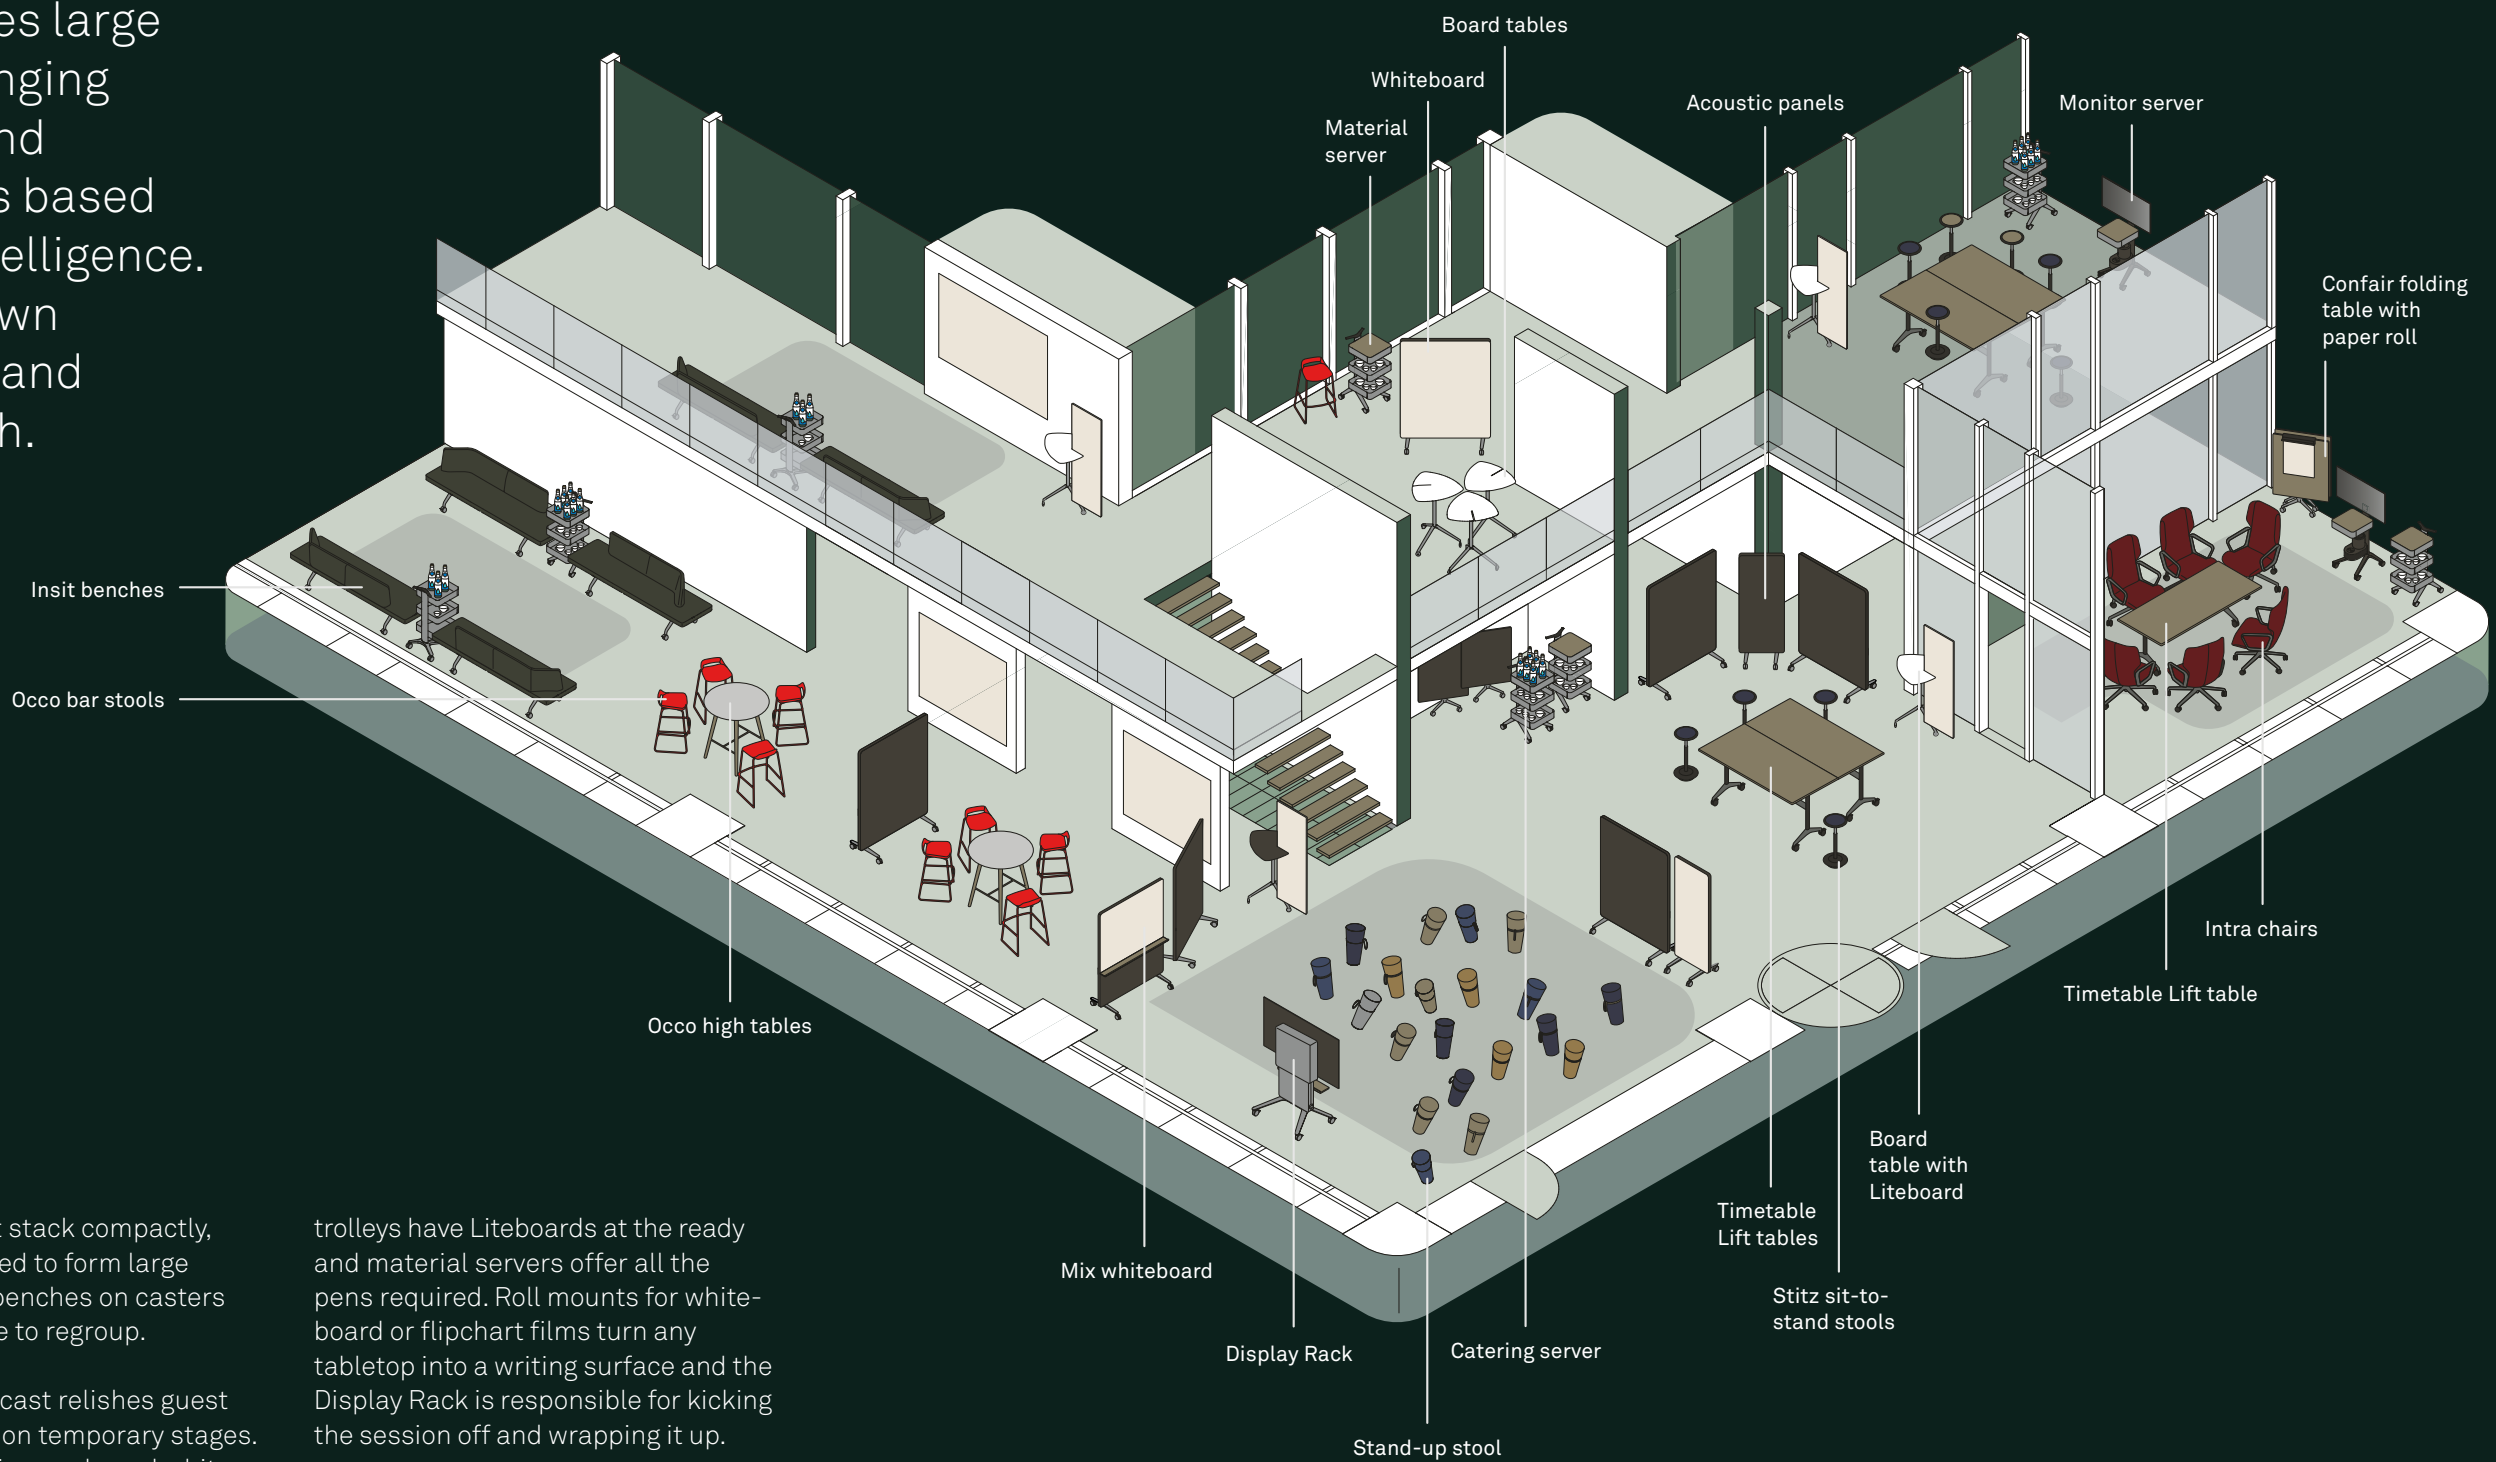 es large
nging
nd
s based
elligence.
wn
and
h.
Board tables
Whiteboard
Material
server
Acoustic panels
Monitor server
Confair folding
table with
paper roll
Insit benches
Occo bar stools
Occo high tables
Intra chairs
Timetable Lift table
Board
table with
Liteboard
Timetable
Lift tables
Stitz sit-to-
stand stools
Mix whiteboard
Display Rack
Catering server
Stand-up stool
t stack compactly,
ed to form large
benches on casters
e to regroup.
cast relishes guest
on temporary stages.
trolleys have Liteboards at the ready
and material servers offer all the
pens required. Roll mounts for white-
board or flipchart films turn any
tabletop into a writing surface and the
Display Rack is responsible for kicking
the session off and wrapping it up.